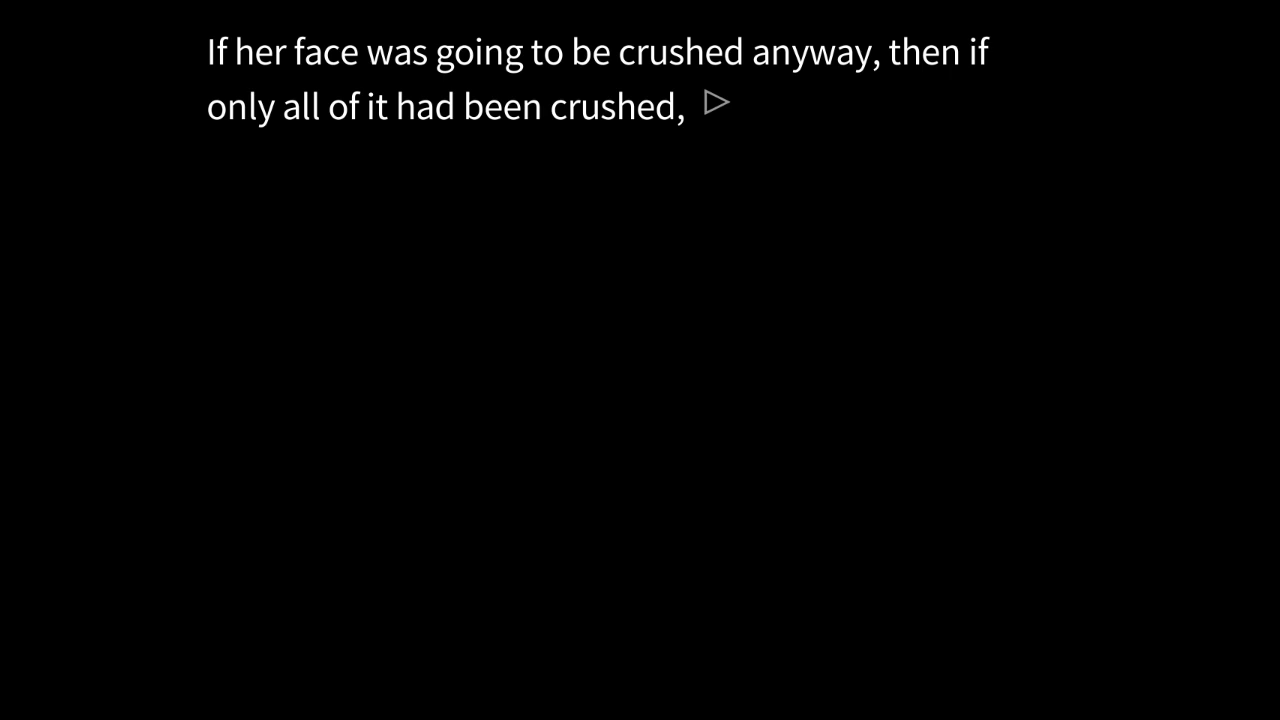 If her face was going to be crushed anyway, then if
only all of it had been crushed,